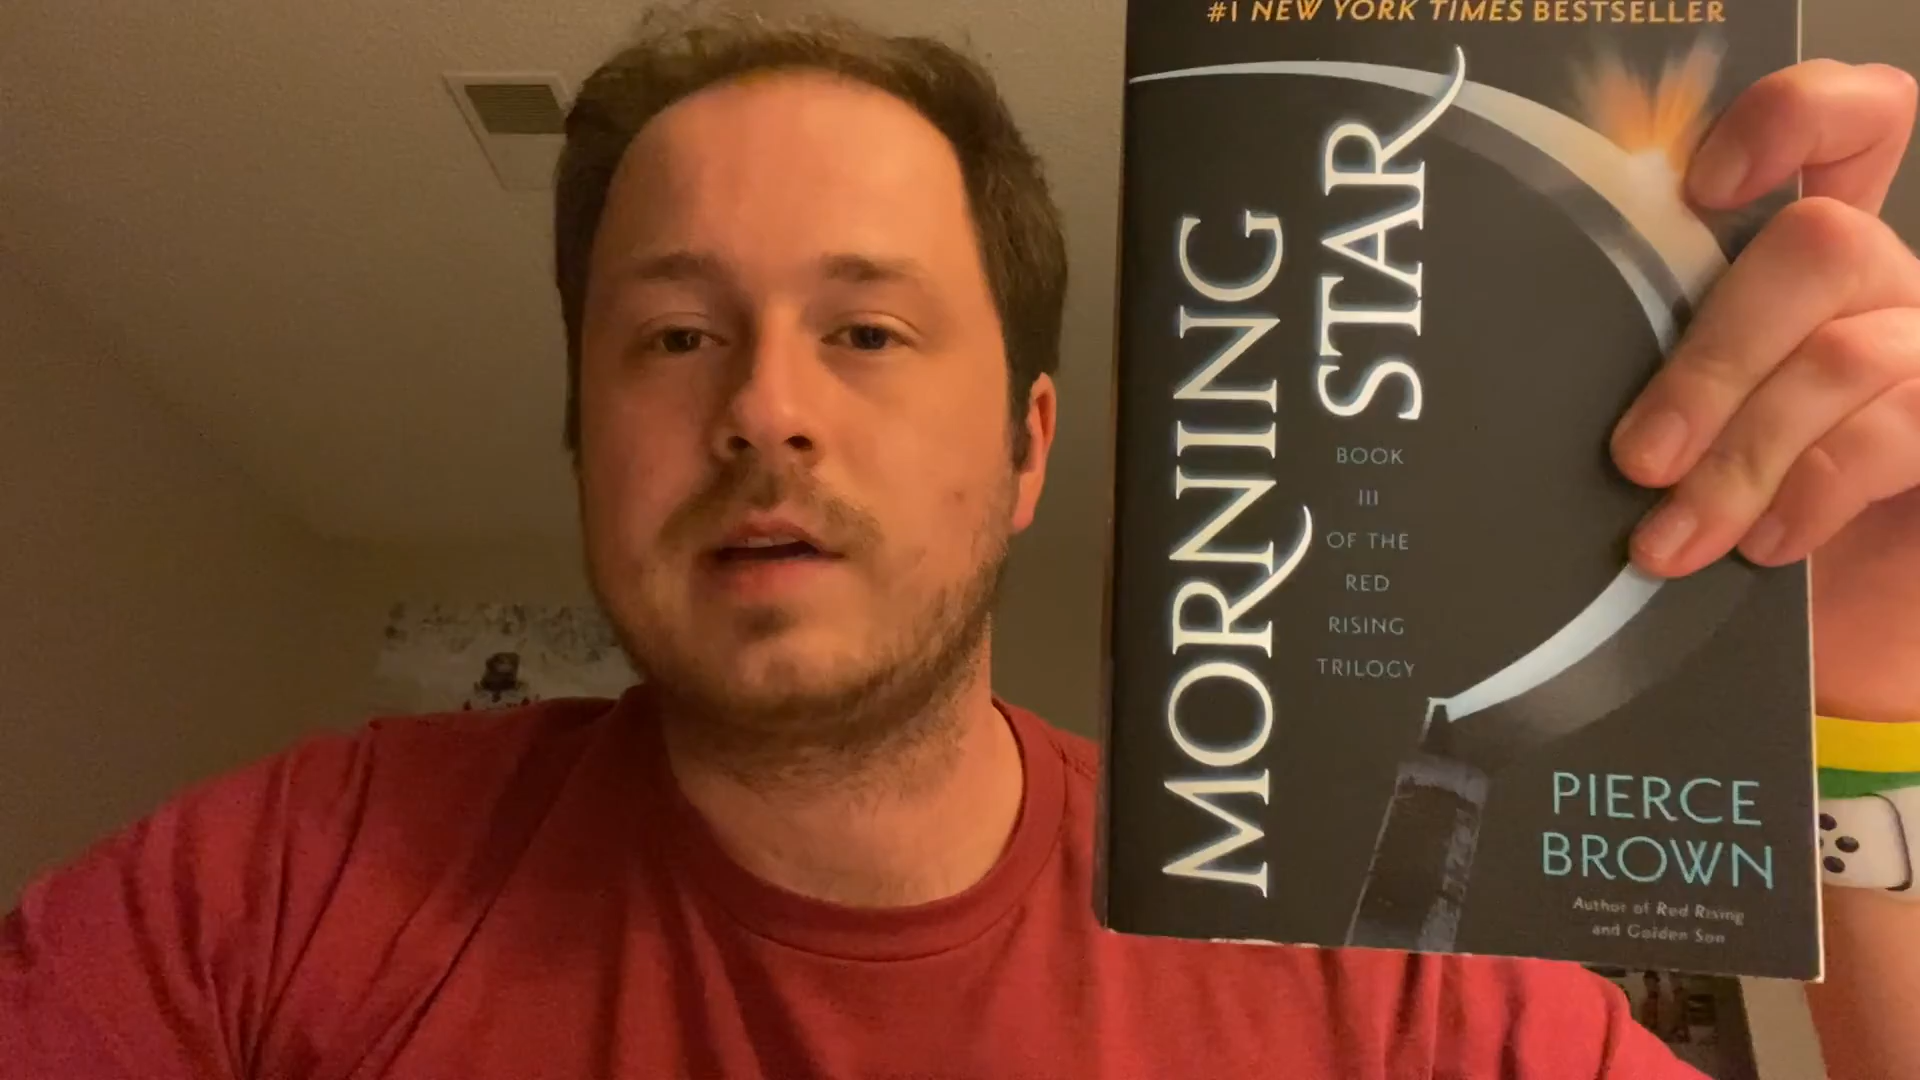 #1 NEW YORK TIMES BESTSELLER
MORNING
STAR
BOOK
III
OF THE
RED
RISING
TRILOGY
PIERCE
BROWN
Author of Red Rising
and Golden Son